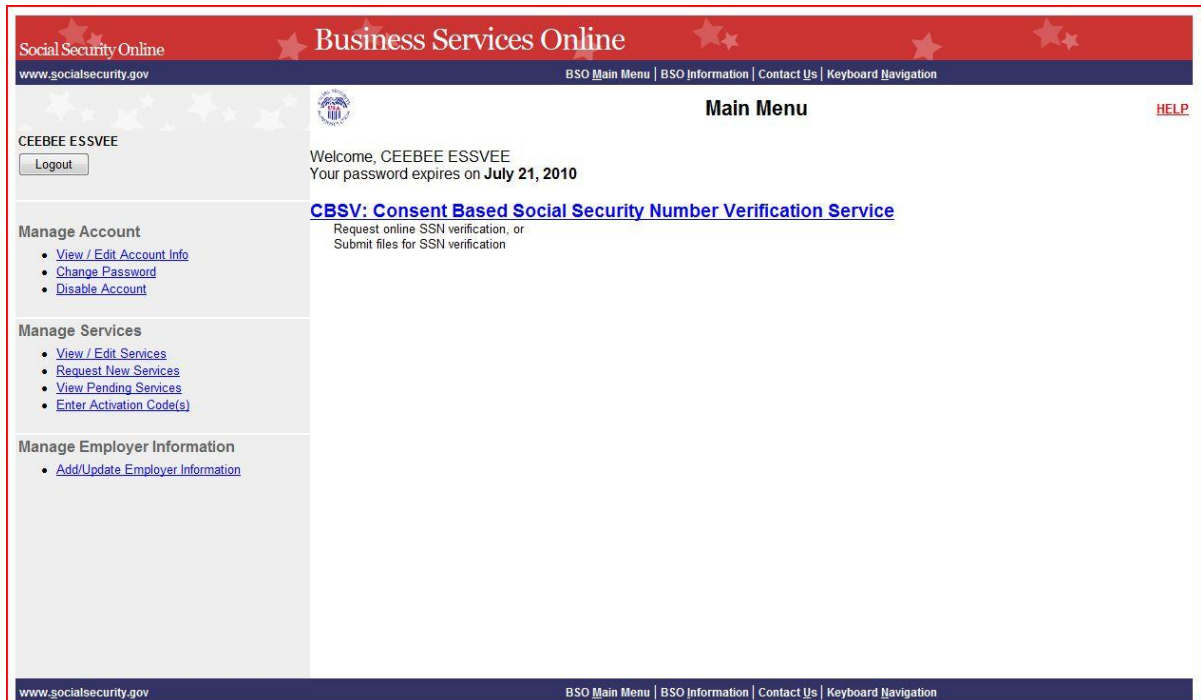 Social Security Online
Business Services Online
www.socialsecurity.gov
BSO Main Menu | BSO Information | Contact Us | Keyboard Navigation
Main Menu
HELP
CEEBEE ESSVEE
Logout
Welcome, CEEBEE ESSVEE
Your password expires on July 21, 2010
CBSV: Consent Based Social Security Number Verification Service
Request online SSN verification, or
Submit files for SSN verification
Manage Account
View / Edit Account Info
Change Password
Disable Account
Manage Services
View / Edit Services
Request New Services
View Pending Services
Enter Activation Code(s)
Manage Employer Information
Add/Update Employer Information
www.socialsecurity.gov
BSO Main Menu | BSO Information | Contact Us | Keyboard Navigation